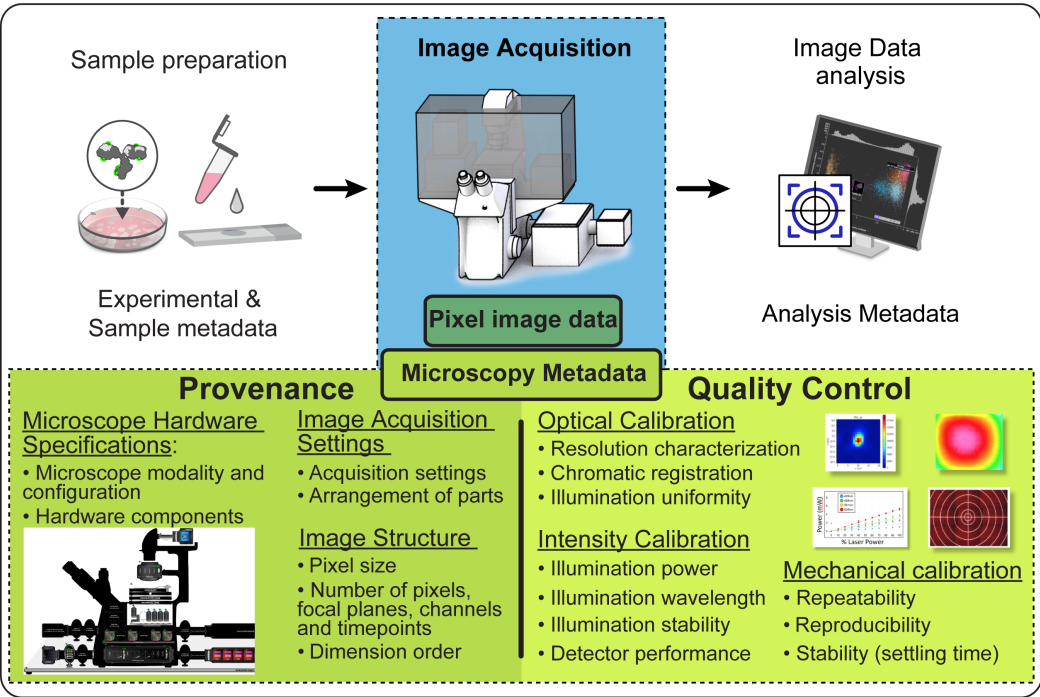 Sample preparation
Experimental &
Sample metadata
Image Acquisition
Pixel image data
Image Data
analysis
Analysis Metadata
Microscopy Metadata
Provenance
Microscope Hardware
Specifications:
• Microscope modality and
configuration
• Hardware components
Image Acquisition
Settings
• Acquisition settings
• Arrangement of parts
Image Structure
• Pixel size
• Number of pixels,
focal planes, channels
and timepoints
• Dimension order
Quality Control
Optical Calibration
• Resolution characterization
• Chromatic registration
• Illumination uniformity
Intensity Calibration
• Illumination power
• Illumination wavelength
• Illumination stability
• Detector performance
Power (mW)
% Laser Power
Mechanical calibration
• Repeatability
• Reproducibility
• Stability (settling time)